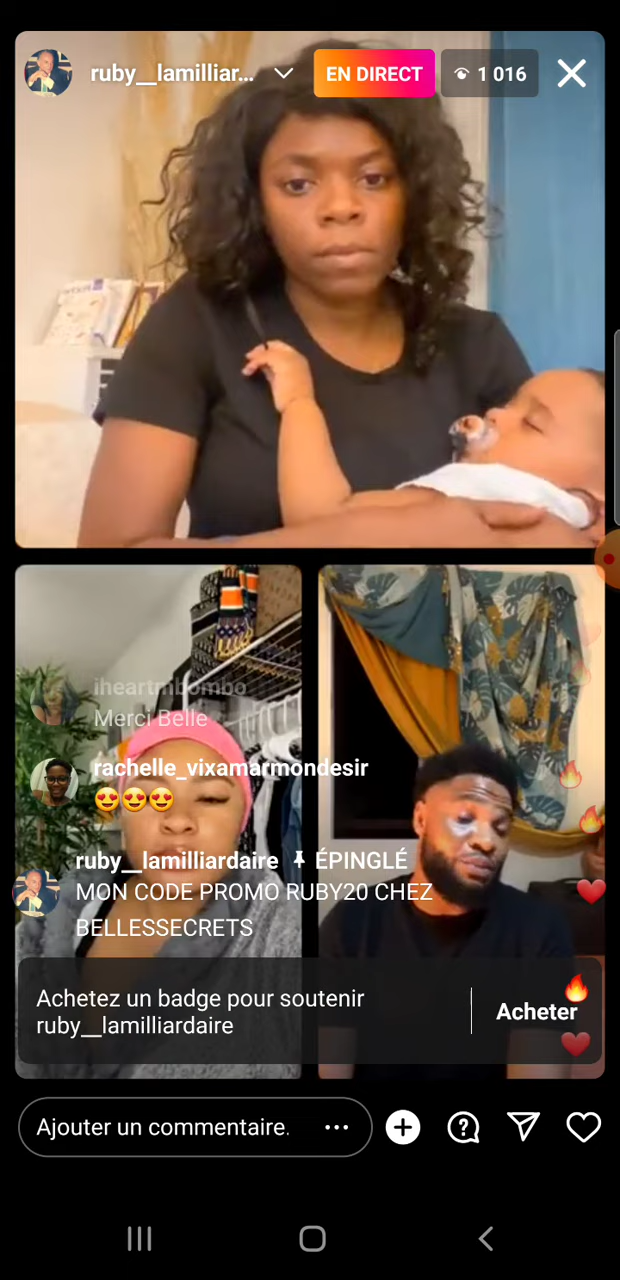 ruby__lamilliar...
EN DIRECT
1 016
iheartmbombo
Merci Belle
rachelle_vixamarmondesir
😍😍😍
ruby__lamilliardaire ÉPINGLÉ
MON CODE PROMO RUBY20 CHEZ
BELLESSECRETS
Achetez un badge pour soutenir
ruby__lamilliardaire
Acheter
Ajouter un commentaire.